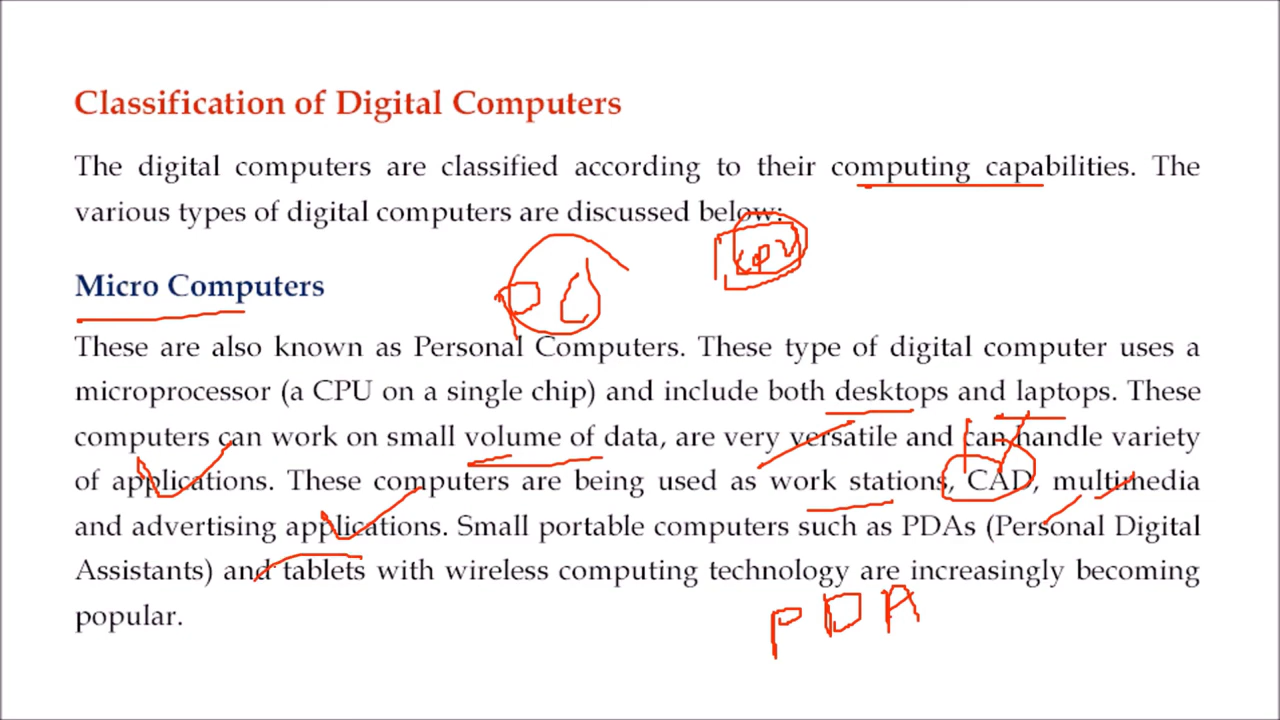 Classification of Digital Computers
The digital computers are classified according to their computing capabilities. The
various types of digital computers are discussed below:
CPU
Micro Computers
These are also known as Personal Computers. These type of digital computer uses a
microprocessor (a CPU on a single chip) and include both desktops and laptops. These
computers can work on small volume of data, are very versatile and can handle variety
of applications. These computers are being used as work stations, CAD, multimedia
and advertising applications. Small portable computers such as PDAs (Personal Digital
Assistants) and tablets with wireless computing technology are increasingly becoming
popular.
PDA